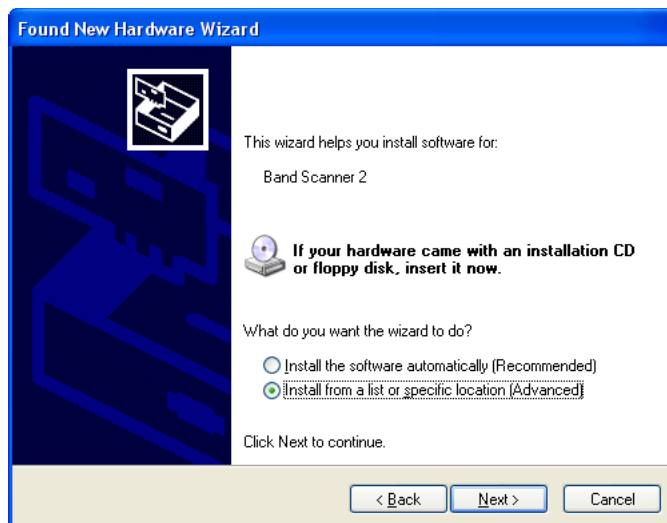 Found New Hardware Wizard
This wizard helps you install software for:
Band Scanner 2
If your hardware came with an installation CD
or floppy disk, insert it now.
What do you want the wizard to do?
Install the software automatically (Recommended)
Install from a list or specific location (Advanced)
Click Next to continue.
< Back
Next >
Cancel